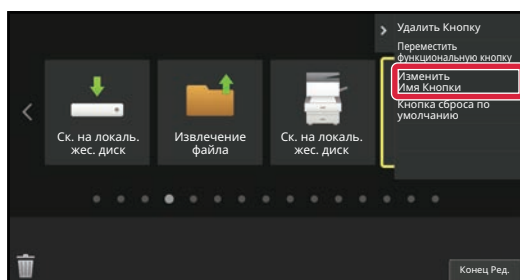 Удалить Кнопку
Переместить
функциональную кнопку
Изменить
Имя Кнопки
Кнопка сброса по
умолчанию
Ск. на локаль.
жес. диск
Извлечение
файла
Ск. на локаль.
жес. диск
Конец Ред.